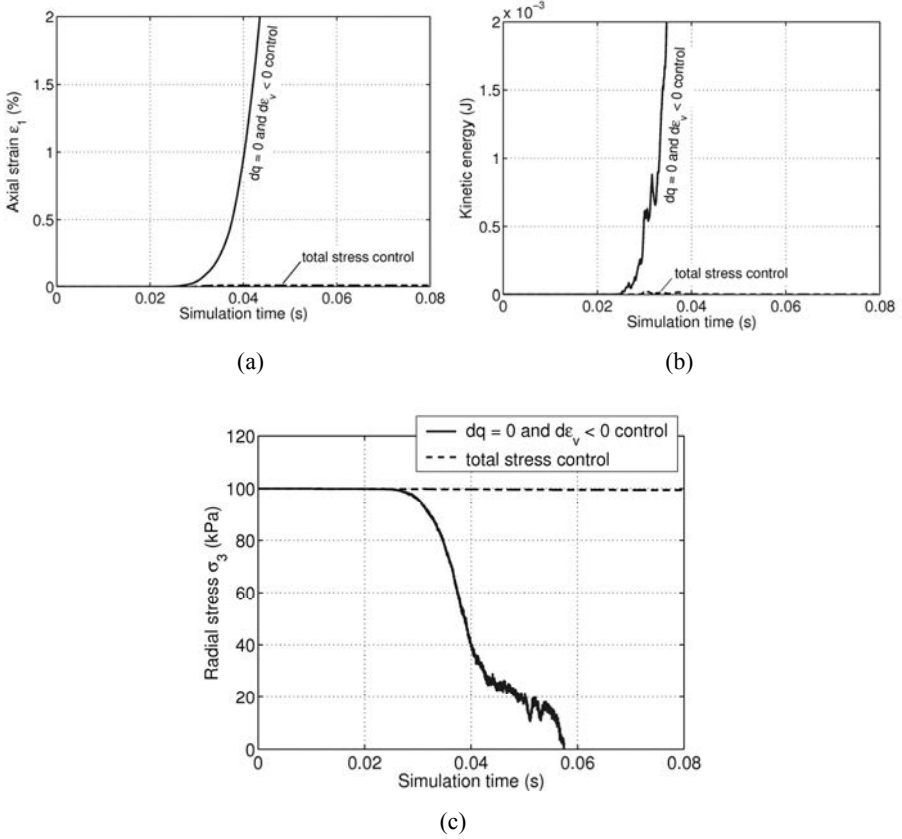 2
1.5
1
0.5
0
Axial strain ε₁ (%)
dq = 0 and dεᵥ < 0 control
total stress control
0 0.02 0.04 0.06 0.08
Simulation time (s)
(a)
x 10⁻³
2
1.5
1
0.5
0
Kinetic energy (J)
dq = 0 and dεᵥ < 0 control
total stress control
0 0.02 0.04 0.06 0.08
Simulation time (s)
(b)
dq = 0 and dεᵥ < 0 control
total stress control
120
100
80
60
40
20
0
Radial stress σ₃ (kPa)
0 0.02 0.04 0.06 0.08
Simulation time (s)
(c)